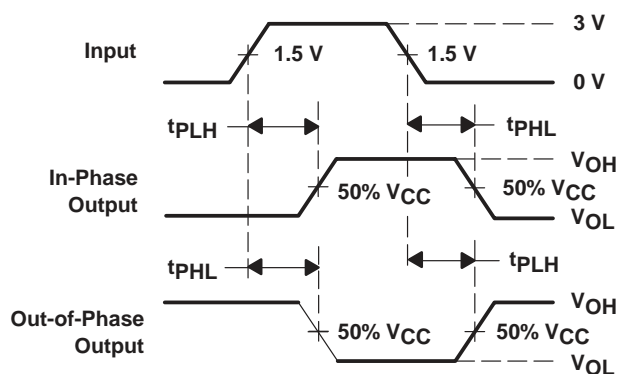 3 V
Input
1.5 V
1.5 V
0 V
tPLH
tPHL
VOH
In-Phase
Output
50% VCC
50% VCC
VOL
tPHL
tPLH
VOH
Out-of-Phase
Output
50% VCC
50% VCC
VOL